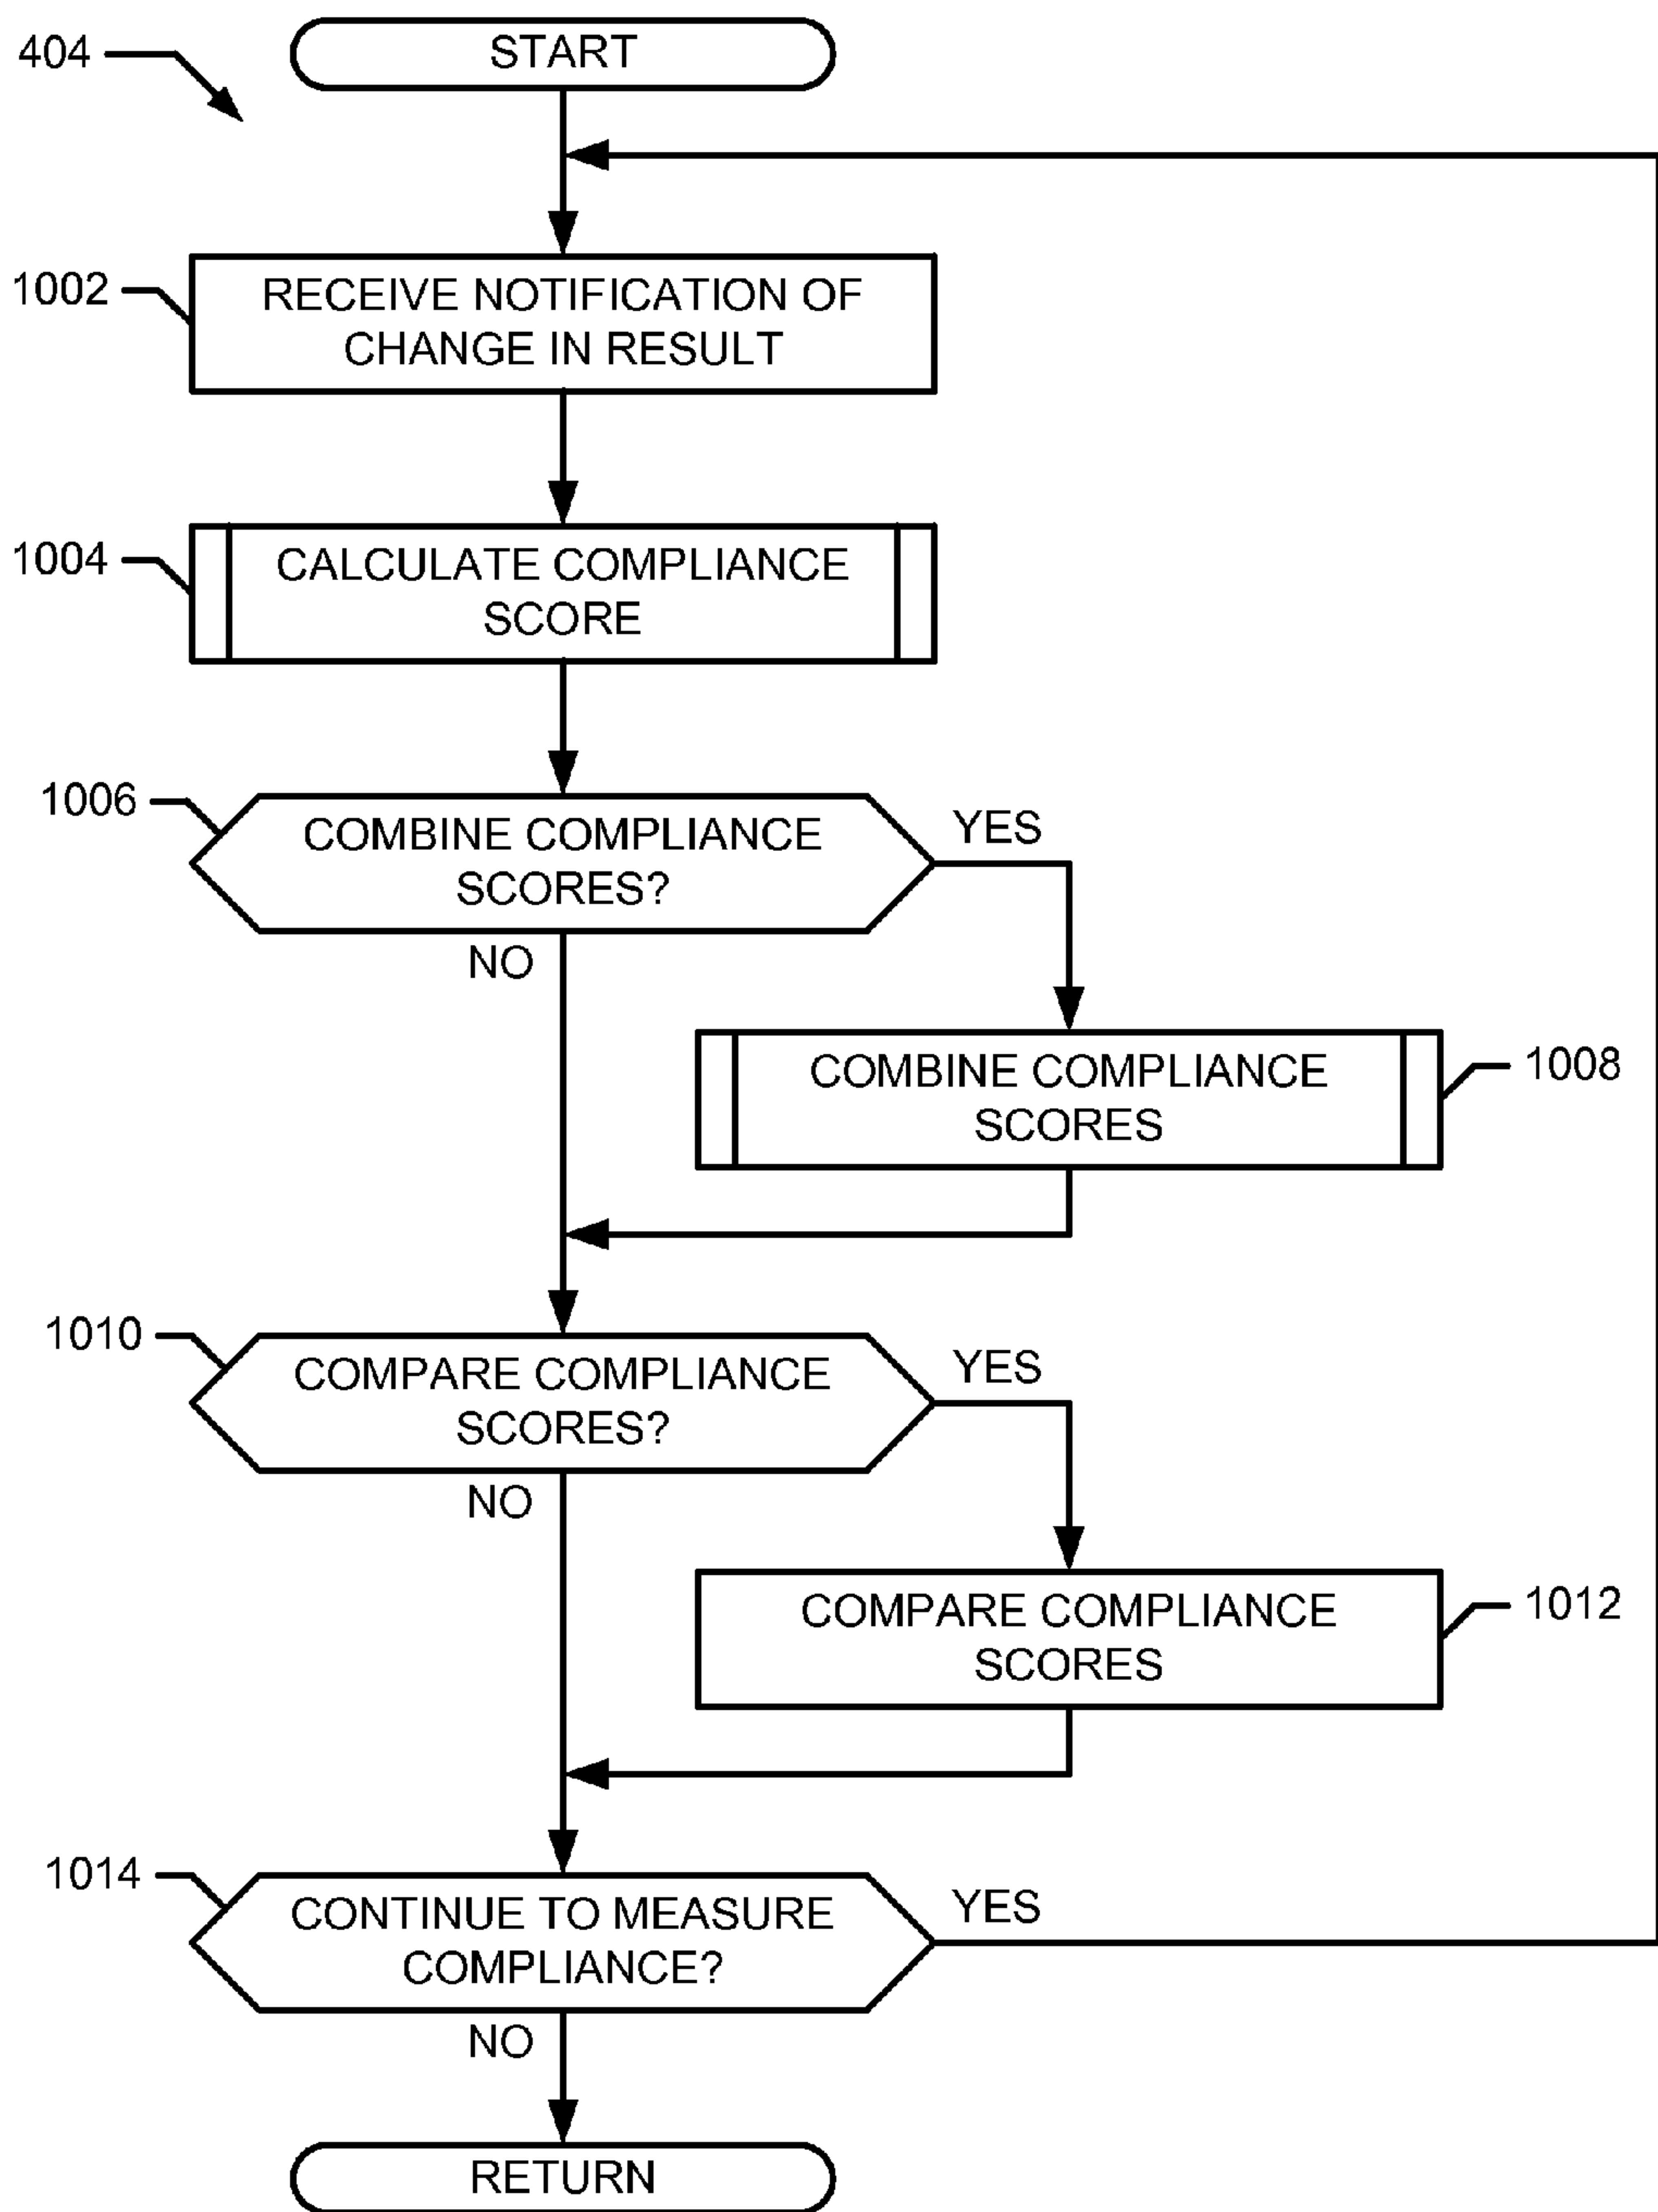 404
START
1002
RECEIVE NOTIFICATION OF
CHANGE IN RESULT
1004
CALCULATE COMPLIANCE
SCORE
1006
COMBINE COMPLIANCE
SCORES?
YES
NO
COMBINE COMPLIANCE
SCORES
1008
1010
COMPARE COMPLIANCE
SCORES?
YES
NO
COMPARE COMPLIANCE
SCORES
1012
1014
CONTINUE TO MEASURE
COMPLIANCE?
YES
NO
RETURN